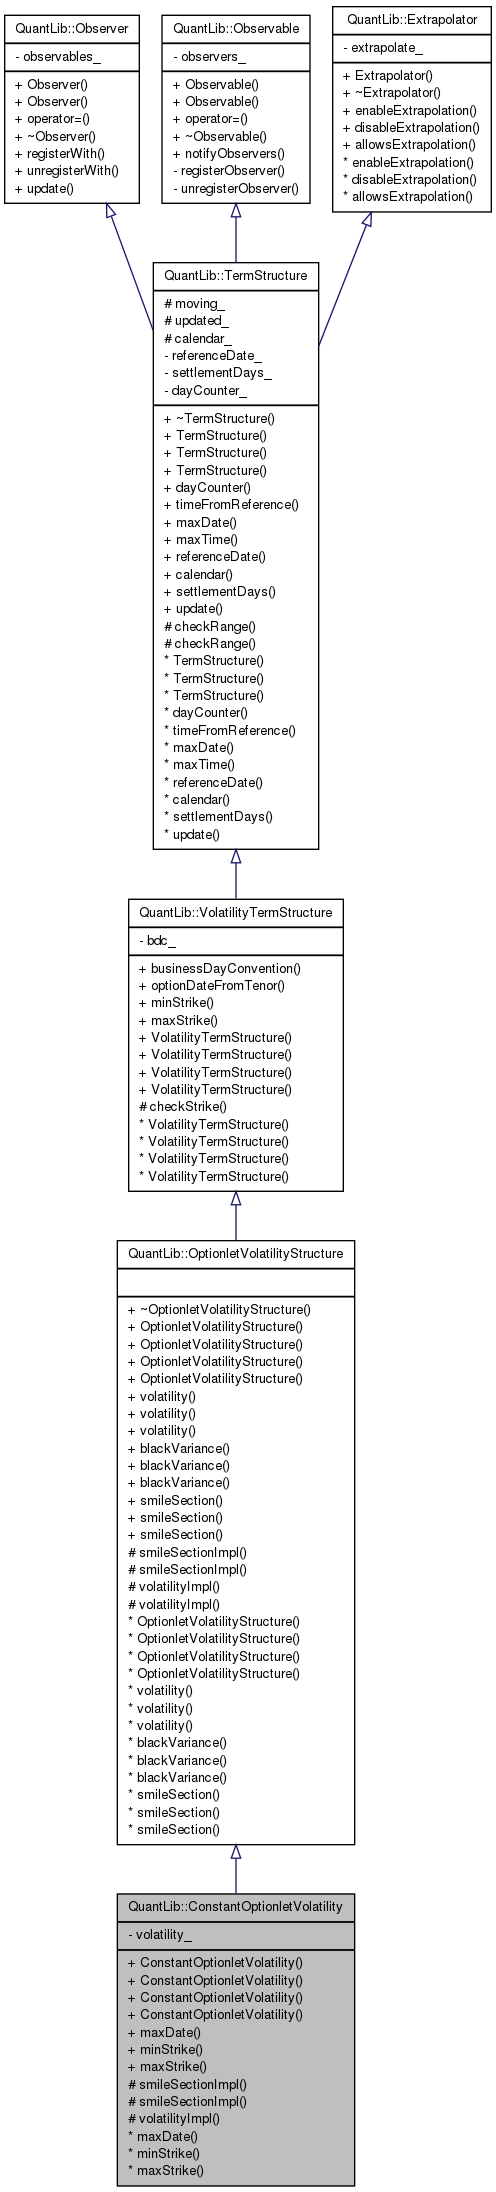 QuantLib::Observer
- observables_
+ Observer()
+ Observer()
+ operator=()
+ ~Observer()
+ registerWith()
+ unregisterWith()
+ update()
QuantLib::Observable
- observers_
+ Observable()
+ Observable()
+ operator=()
+ ~Observable()
+ notifyObservers()
- registerObserver()
- unregisterObserver()
QuantLib::Extrapolator
- extrapolate_
+ Extrapolator()
+ ~Extrapolator()
+ enableExtrapolation()
+ disableExtrapolation()
+ allowsExtrapolation()
* enableExtrapolation()
* disableExtrapolation()
* allowsExtrapolation()
QuantLib::TermStructure
# moving_
# updated_
# calendar_
- referenceDate_
- settlementDays_
- dayCounter_
+ ~TermStructure()
+ TermStructure()
+ TermStructure()
+ TermStructure()
+ dayCounter()
+ timeFromReference()
+ maxDate()
+ maxTime()
+ referenceDate()
+ calendar()
+ settlementDays()
+ update()
# checkRange()
# checkRange()
* TermStructure()
* TermStructure()
* TermStructure()
* dayCounter()
* timeFromReference()
* maxDate()
* maxTime()
* referenceDate()
* calendar()
* settlementDays()
* update()
QuantLib::VolatilityTermStructure
- bdc_
+ businessDayConvention()
+ optionDateFromTenor()
+ minStrike()
+ maxStrike()
+ VolatilityTermStructure()
+ VolatilityTermStructure()
+ VolatilityTermStructure()
+ VolatilityTermStructure()
# checkStrike()
* VolatilityTermStructure()
* VolatilityTermStructure()
* VolatilityTermStructure()
* VolatilityTermStructure()
QuantLib::OptionletVolatilityStructure
+ ~OptionletVolatilityStructure()
+ OptionletVolatilityStructure()
+ OptionletVolatilityStructure()
+ OptionletVolatilityStructure()
+ OptionletVolatilityStructure()
+ volatility()
+ volatility()
+ volatility()
+ blackVariance()
+ blackVariance()
+ blackVariance()
+ smileSection()
+ smileSection()
+ smileSection()
# smileSectionImpl()
# smileSectionImpl()
# volatilityImpl()
# volatilityImpl()
* OptionletVolatilityStructure()
* OptionletVolatilityStructure()
* OptionletVolatilityStructure()
* OptionletVolatilityStructure()
* volatility()
* volatility()
* volatility()
* blackVariance()
* blackVariance()
* blackVariance()
* smileSection()
* smileSection()
* smileSection()
QuantLib::ConstantOptionletVolatility
- volatility_
+ ConstantOptionletVolatility()
+ ConstantOptionletVolatility()
+ ConstantOptionletVolatility()
+ ConstantOptionletVolatility()
+ maxDate()
+ minStrike()
+ maxStrike()
# smileSectionImpl()
# smileSectionImpl()
# volatilityImpl()
* maxDate()
* minStrike()
* maxStrike()